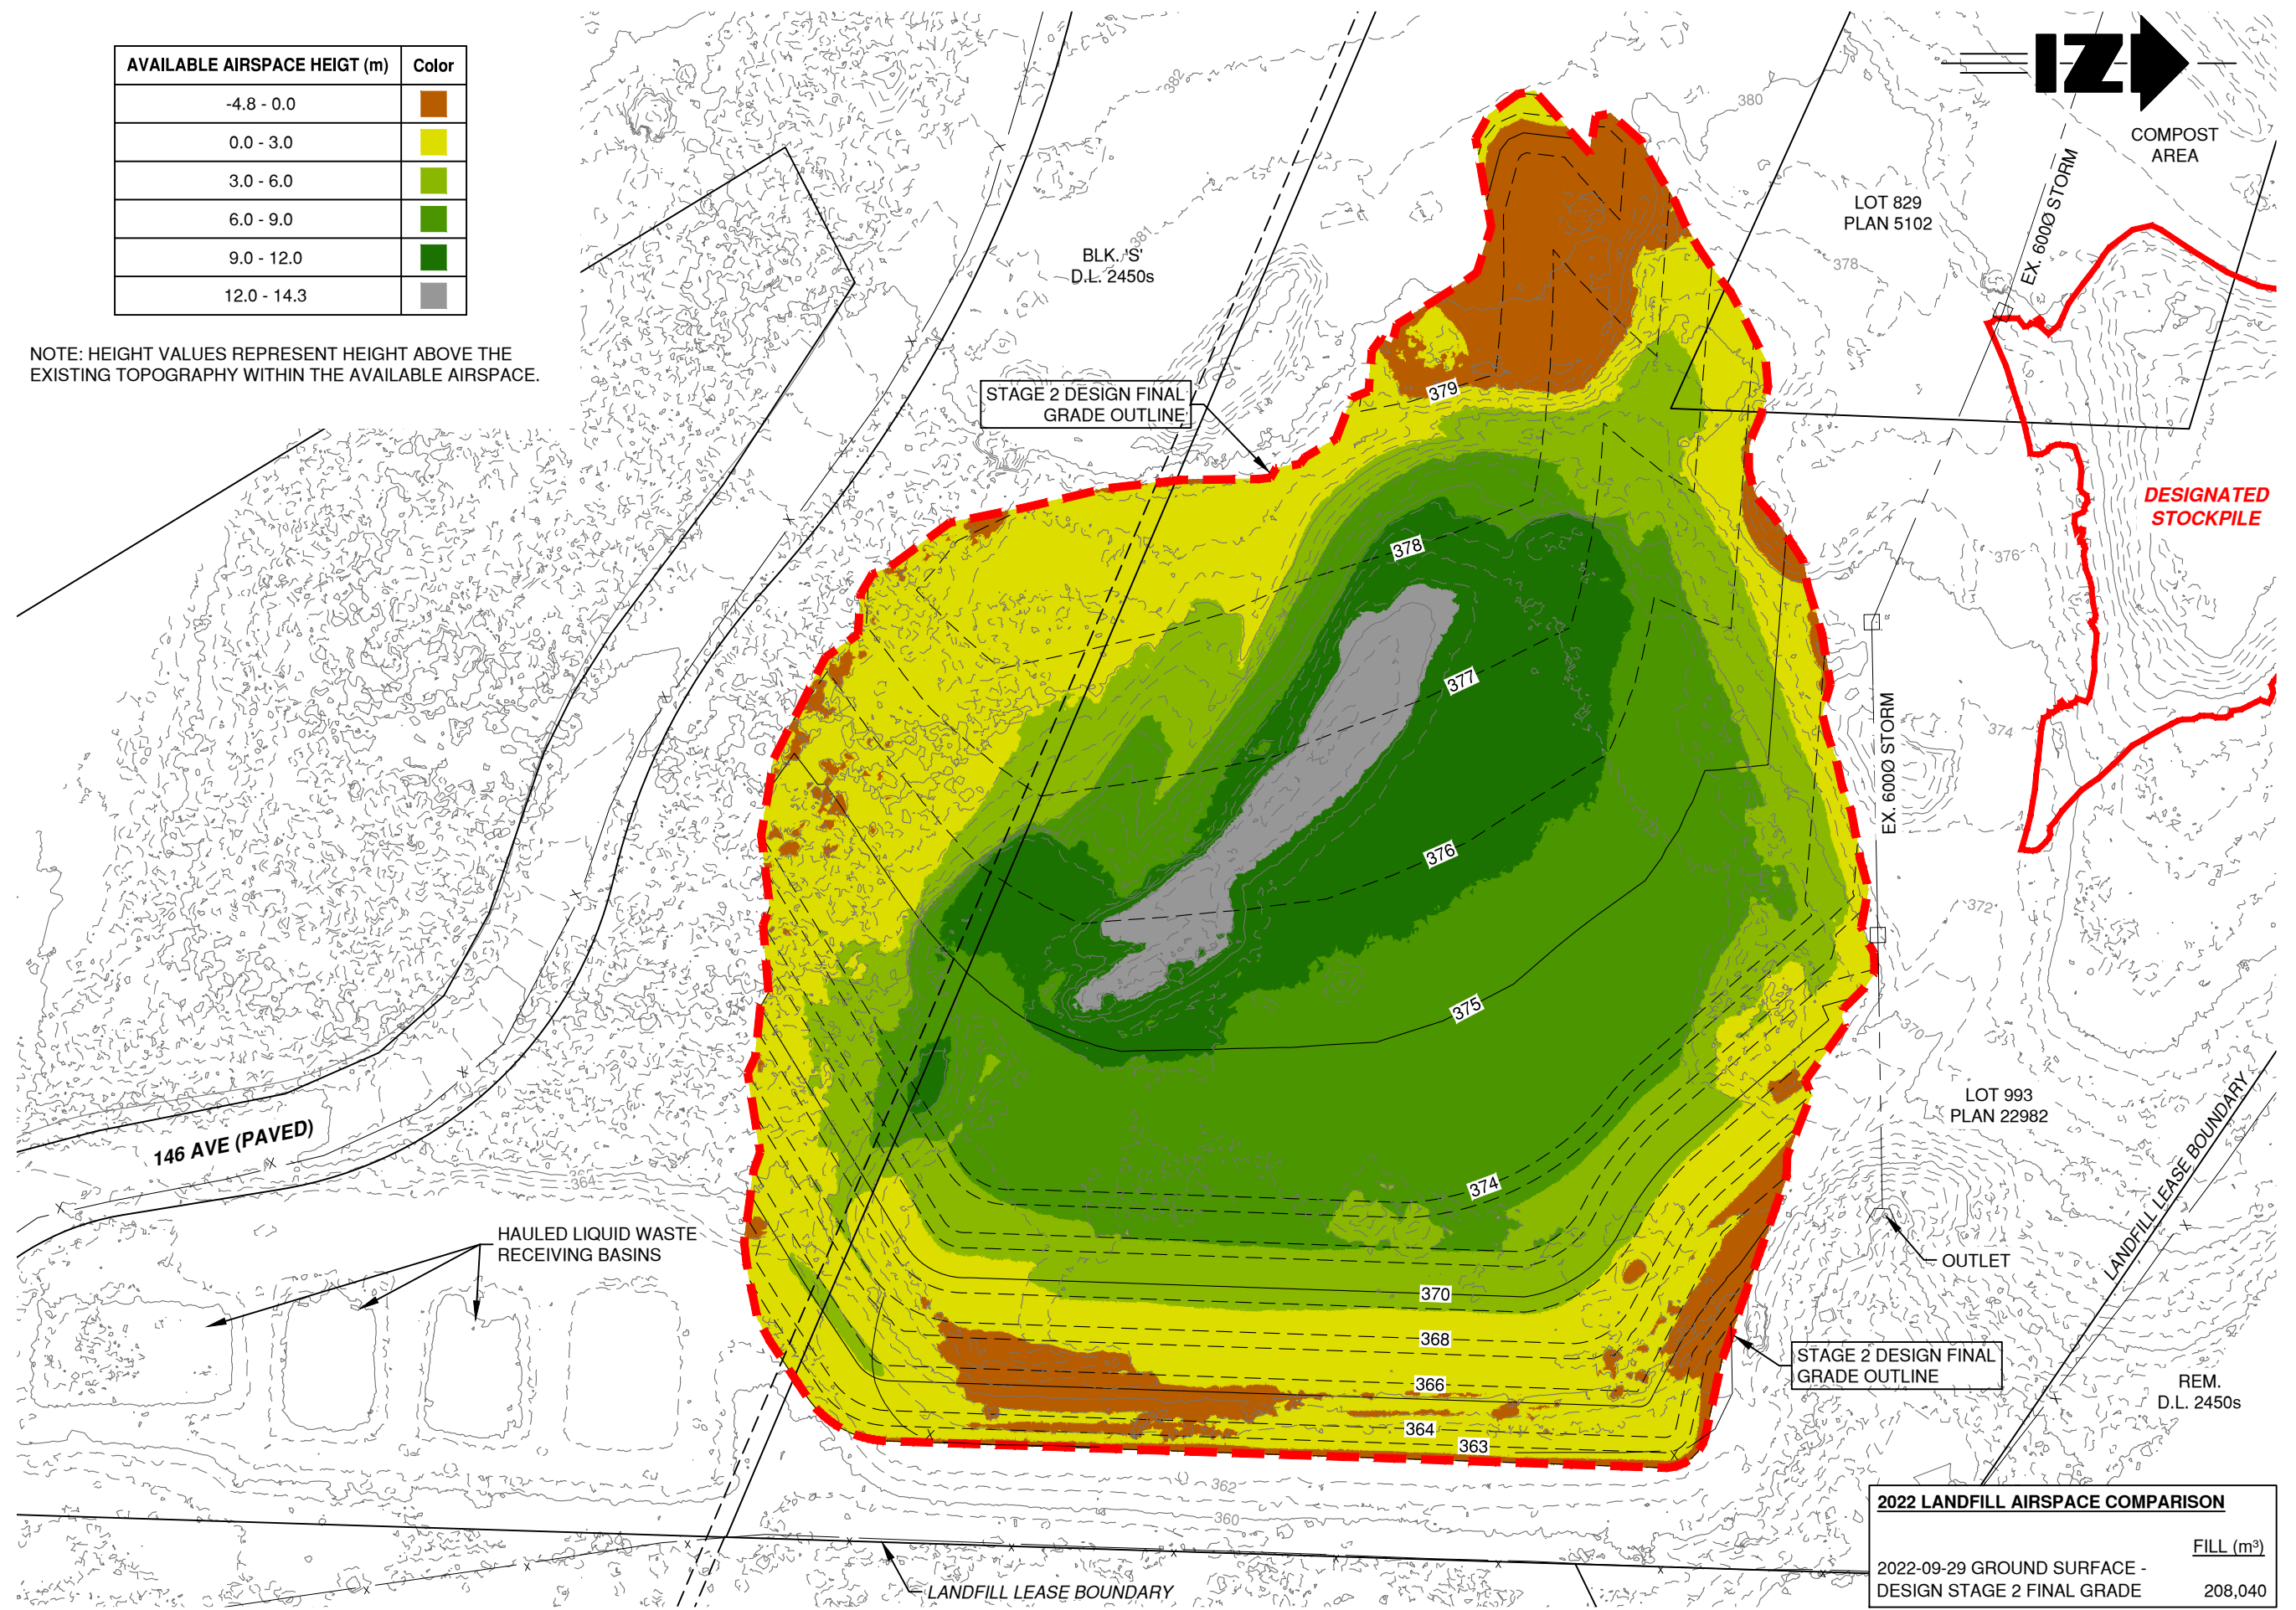 AVAILABLE AIRSPACE HEIGT (m) Color
-4.8 - 0.0
0.0 - 3.0
3.0 - 6.0
6.0 - 9.0
9.0 - 12.0
12.0 - 14.3
NOTE: HEIGHT VALUES REPRESENT HEIGHT ABOVE THE
EXISTING TOPOGRAPHY WITHIN THE AVAILABLE AIRSPACE.
N
COMPOST
AREA
382
380
381
378
LOT 829
PLAN 5102
EX. 600Ø STORM
BLK. 'S'
D.L. 2450s
STAGE 2 DESIGN FINAL
GRADE OUTLINE
379
DESIGNATED
STOCKPILE
378
376
377
EX. 600Ø STORM
374
376
372
375
370
LOT 993
PLAN 22982
LANDFILL LEASE BOUNDARY
146 AVE (PAVED)
364
374
HAULED LIQUID WASTE
RECEIVING BASINS
OUTLET
370
368
STAGE 2 DESIGN FINAL
GRADE OUTLINE
366
REM.
D.L. 2450s
364
363
362
360
LANDFILL LEASE BOUNDARY
2022 LANDFILL AIRSPACE COMPARISON
FILL (m³)
2022-09-29 GROUND SURFACE -
DESIGN STAGE 2 FINAL GRADE 208,040